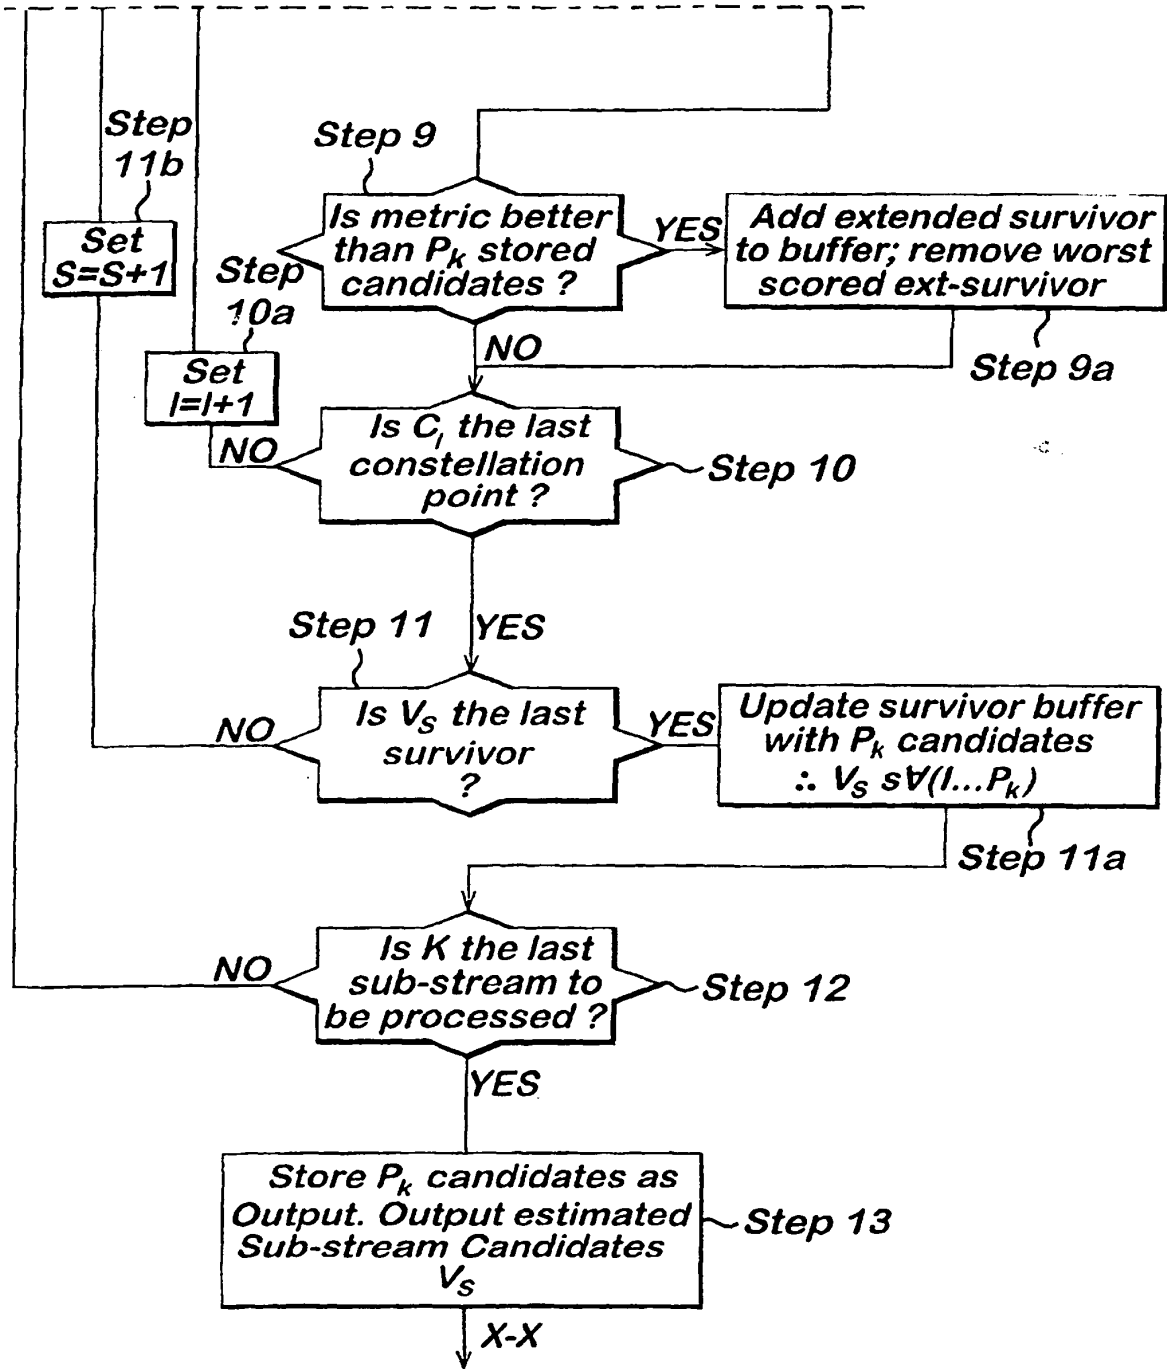 Step 11b
Set
S=S+1
Step 10a
Set
I=I+1
Step 9
Is metric better
than Pk stored
candidates ?
YES
Add extended survivor
to buffer; remove worst
scored ext-survivor
Step 9a
NO
Is CI the last
constellation
point ?
NO
Step 10
YES
Step 11
Is VS the last
survivor
?
NO
YES
Update survivor buffer
with Pk candidates
∴ VS s∀(I...Pk)
Step 11a
Is K the last
sub-stream to
be processed ?
NO
Step 12
YES
Store Pk candidates as
Output. Output estimated
Sub-stream Candidates
VS
Step 13
X-X